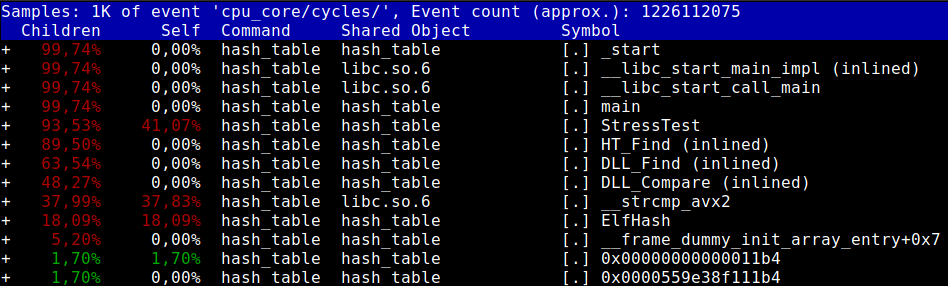 Samples: 1K of event 'cpu_core/cycles/', Event count (approx.): 1226112075
Children Self Command Shared Object Symbol
+ 99,74% 0,00% hash_table hash_table [.] _start
+ 99,74% 0,00% hash_table libc.so.6 [.] __libc_start_main_impl (inlined)
+ 99,74% 0,00% hash_table libc.so.6 [.] __libc_start_call_main
+ 99,74% 0,00% hash_table hash_table [.] main
+ 93,53% 41,07% hash_table hash_table [.] StressTest
+ 89,50% 0,00% hash_table hash_table [.] HT_Find (inlined)
+ 63,54% 0,00% hash_table hash_table [.] DLL_Find (inlined)
+ 48,27% 0,00% hash_table hash_table [.] DLL_Compare (inlined)
+ 37,99% 37,83% hash_table libc.so.6 [.] __strcmp_avx2
+ 18,09% 18,09% hash_table hash_table [.] ElfHash
+ 5,20% 0,00% hash_table hash_table [.] __frame_dummy_init_array_entry+0x7
+ 1,70% 1,70% hash_table hash_table [.] 0x00000000000011b4
+ 1,70% 0,00% hash_table hash_table [.] 0x0000559e38f111b4